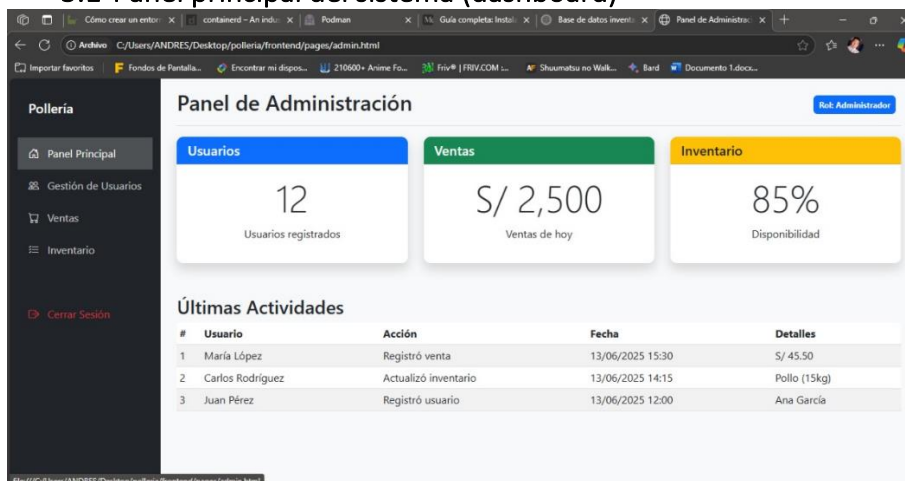 Panel principal del sistema (dashboard)
Cómo crear un entor
containerd – An indu
Podman
Guía completa: Instal
Base de datos invent
Panel de Administrac
Archivo C:/Users/ANDRES/Desktop/polleria/frontend/pages/admin.html
Importar favoritos Fondos de Pantalla... Encontrar mi dispos... 210600+ Anime Fo... Friv® | FRIV.COM :... Shuumatsu no Walk... Bard Documento 1.docx...
Pollería
Panel de Administración
Rol: Administrador
Panel Principal
Gestión de Usuarios
Ventas
Inventario
Cerrar Sesión
Usuarios
12
Usuarios registrados
Ventas
S/ 2,500
Ventas de hoy
Inventario
85%
Disponibilidad
Últimas Actividades
# Usuario Acción Fecha Detalles
1 María López Registró venta 13/06/2025 15:30 S/ 45.50
2 Carlos Rodríguez Actualizó inventario 13/06/2025 14:15 Pollo (15kg)
3 Juan Pérez Registró usuario 13/06/2025 12:00 Ana García